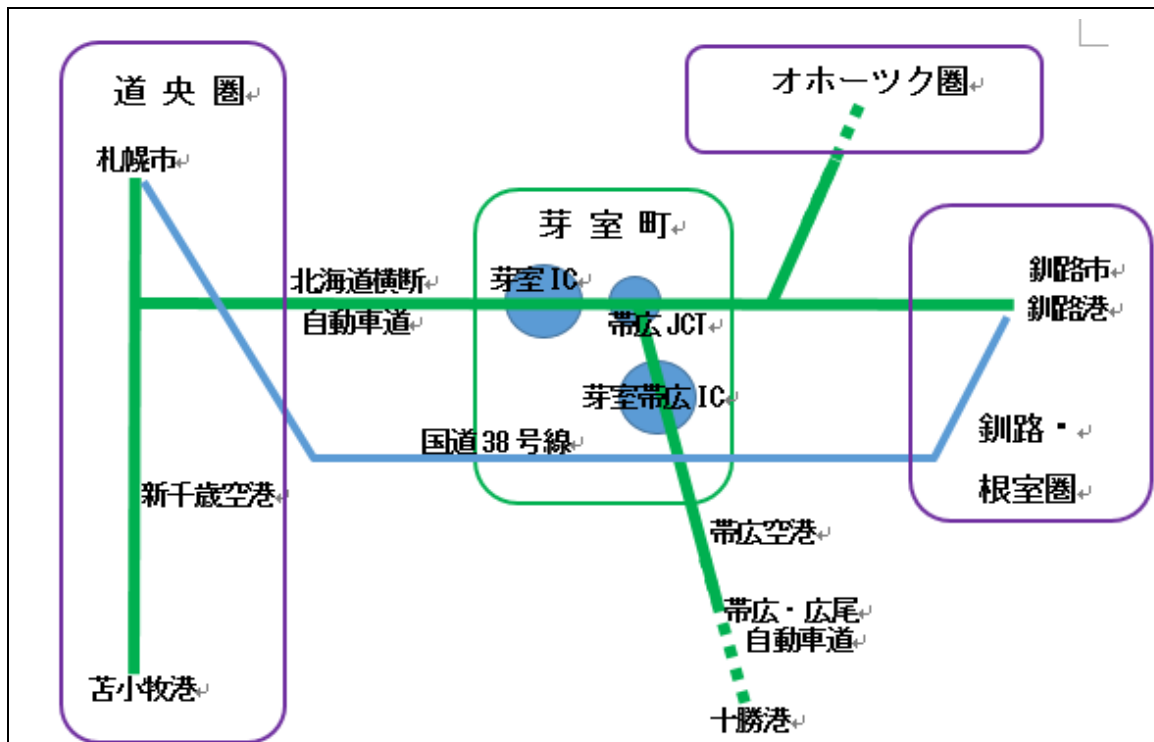 道 央 圏
札幌市
オホーツク圏
芽 室 町
北海道横断
自動車道
芽室 IC
帯広 JCT
芽室帯広 IC
釧路市
釧路港
国道 38 号線
釧路・
根室圏
新千歳空港
帯広空港
帯広・広尾
自動車道
苫小牧港
十勝港